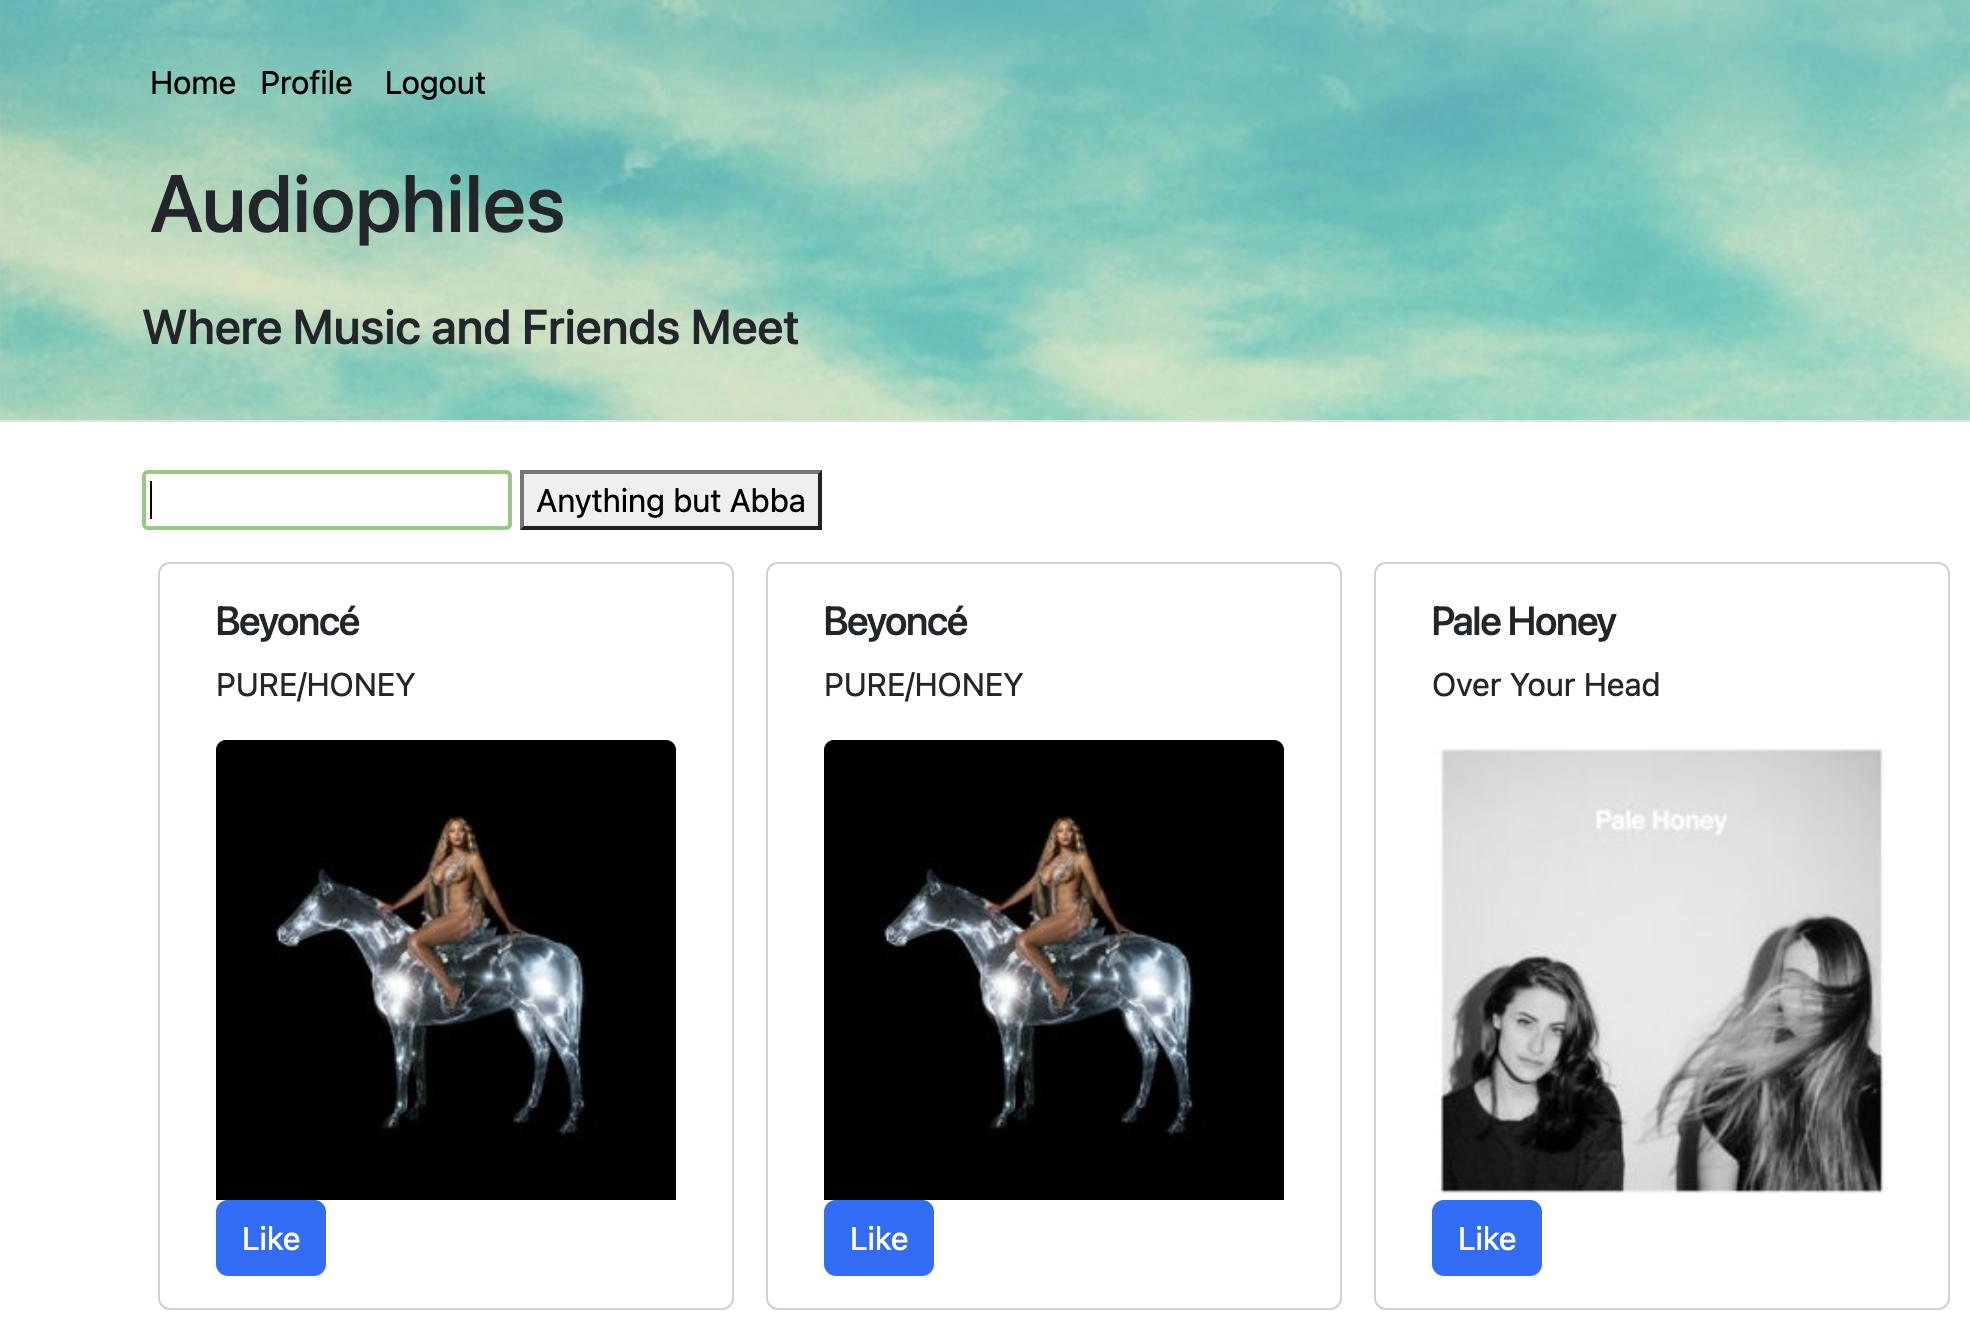 Home Profile Logout
Audiophiles
Where Music and Friends Meet
Anything but Abba
Beyoncé
PURE/HONEY
Like
Beyoncé
PURE/HONEY
Like
Pale Honey
Over Your Head
Pale Honey
Like